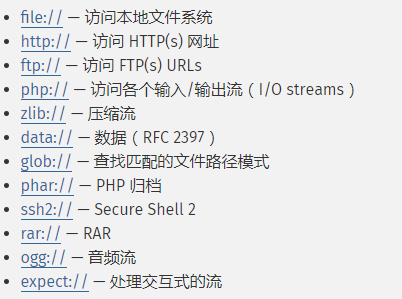 file:// — 访问本地文件系统
http:// — 访问 HTTP(s) 网址
ftp:// — 访问 FTP(s) URLs
php:// — 访问各个输入/输出流（I/O streams）
zlib:// — 压缩流
data:// — 数据（RFC 2397）
glob:// — 查找匹配的文件路径模式
phar:// — PHP 归档
ssh2:// — Secure Shell 2
rar:// — RAR
ogg:// — 音频流
expect:// — 处理交互式的流